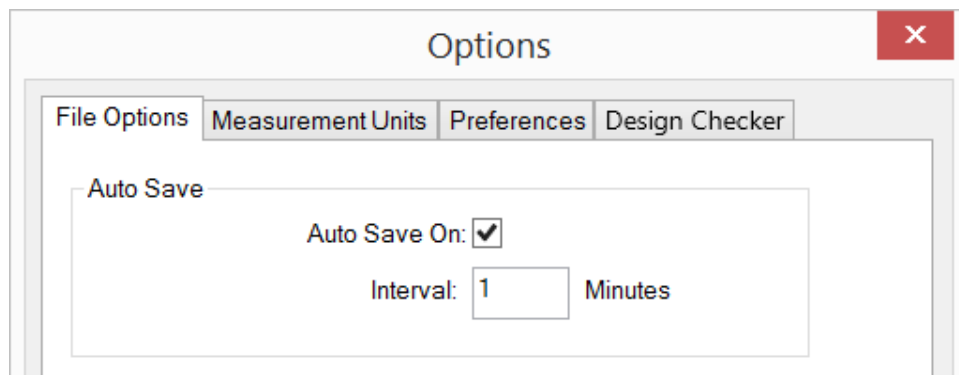 Options
File Options Measurement Units Preferences Design Checker
Auto Save
Auto Save On:
Interval: 1 Minutes